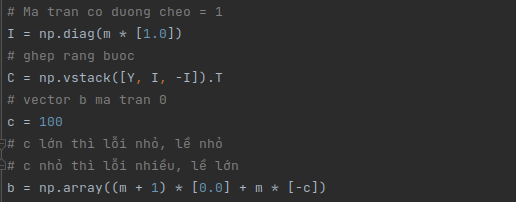 # Ma tran co duong cheo = 1
I = np.diag(m * [1.0])
# ghep rang buoc
C = np.vstack([Y, I, -I]).T
# vector b ma tran 0
c = 100
# c lớn thì lỗi nhỏ, lề nhỏ
# c nhỏ thì lỗi nhiều, lề lớn
b = np.array((m + 1) * [0.0] + m * [-c])